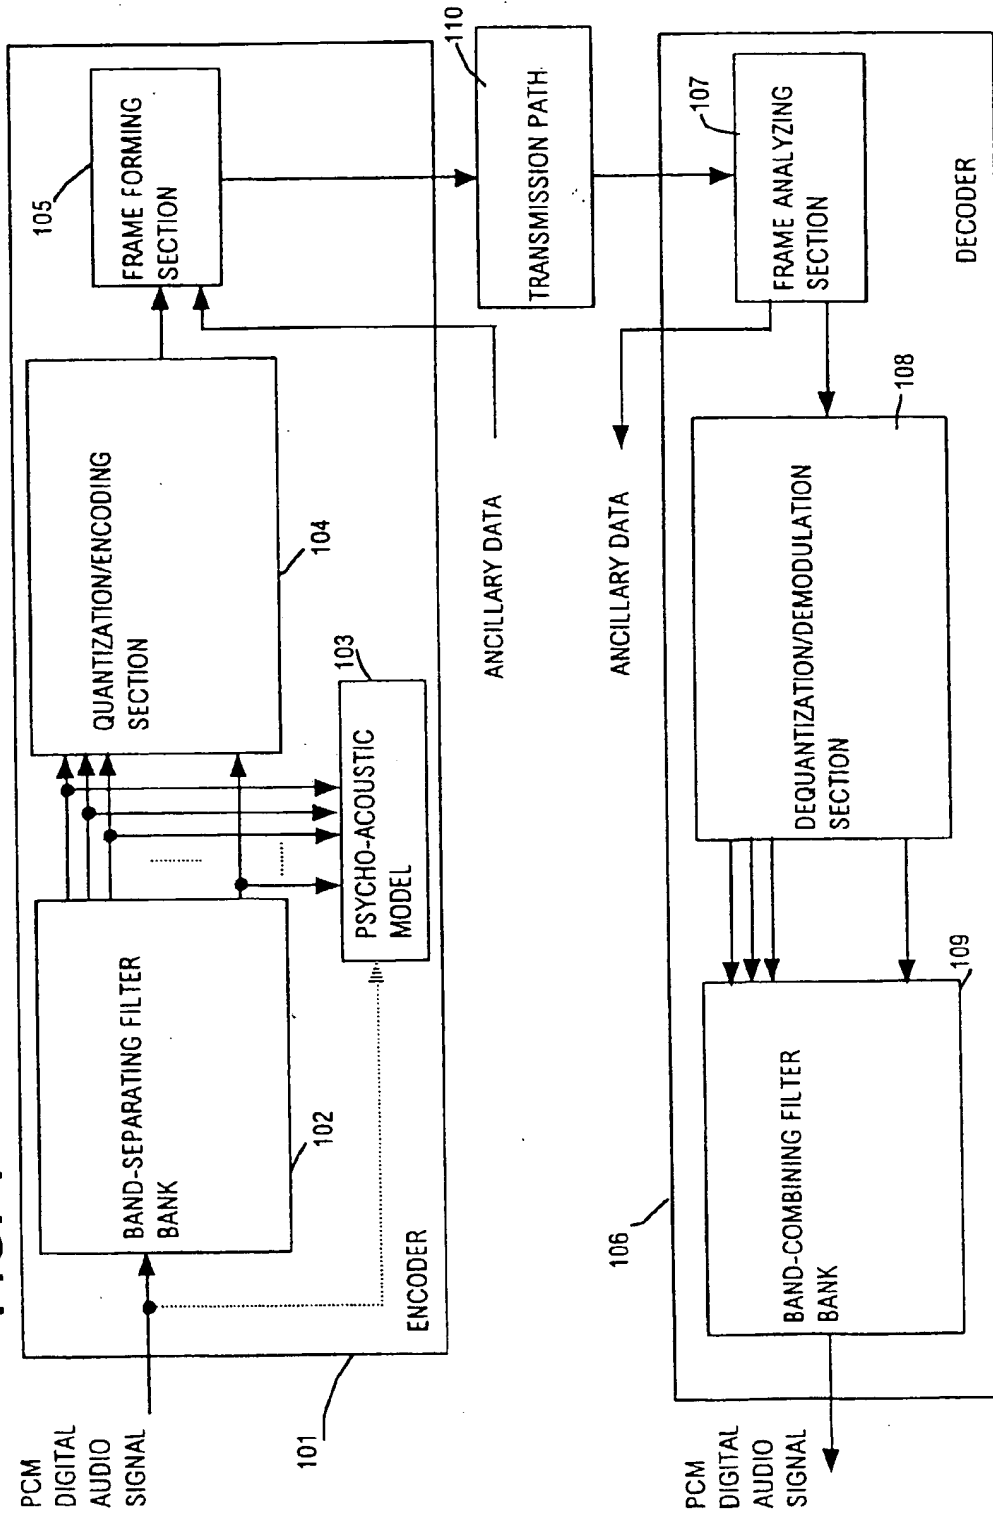 PCM
DIGITAL
AUDIO
SIGNAL
101
ENCODER
BAND-SEPARATING FILTER
BANK
102
PSYCHO-ACOUSTIC
MODEL
103
QUANTIZATION/ENCODING
SECTION
104
105
FRAME FORMING
SECTION
ANCILLARY DATA
110
TRANSMISSION PATH
ANCILLARY DATA
107
FRAME ANALYZING
SECTION
DECODER
108
DEQUANTIZATION/DEMODULATION
SECTION
109
BAND-COMBINING FILTER
BANK
106
PCM
DIGITAL
AUDIO
SIGNAL